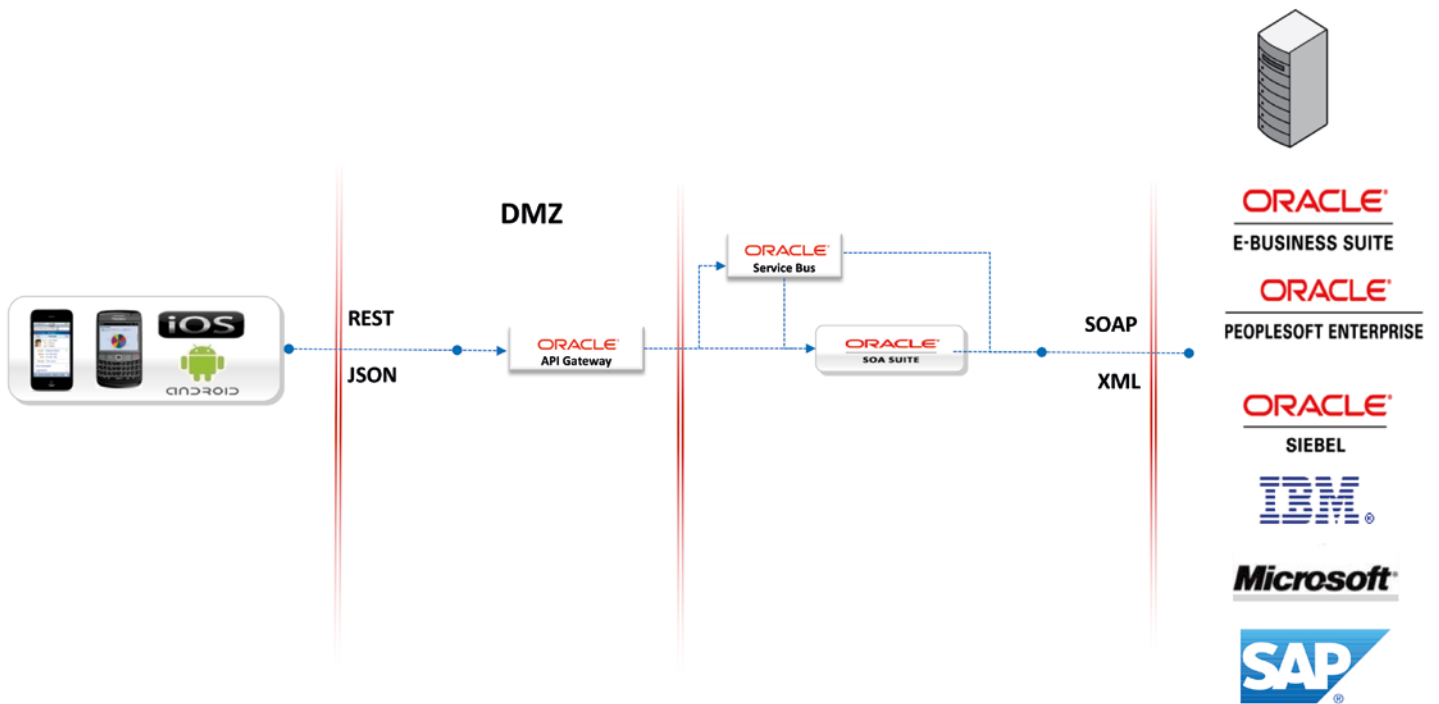 iOS
android
REST
JSON
DMZ
ORACLE
API Gateway
ORACLE
Service Bus
ORACLE
SOA SUITE
SOAP
XML
ORACLE
E-BUSINESS SUITE
ORACLE
PEOPLESOFT ENTERPRISE
ORACLE
SIEBEL
IBM®
Microsoft
SAP®